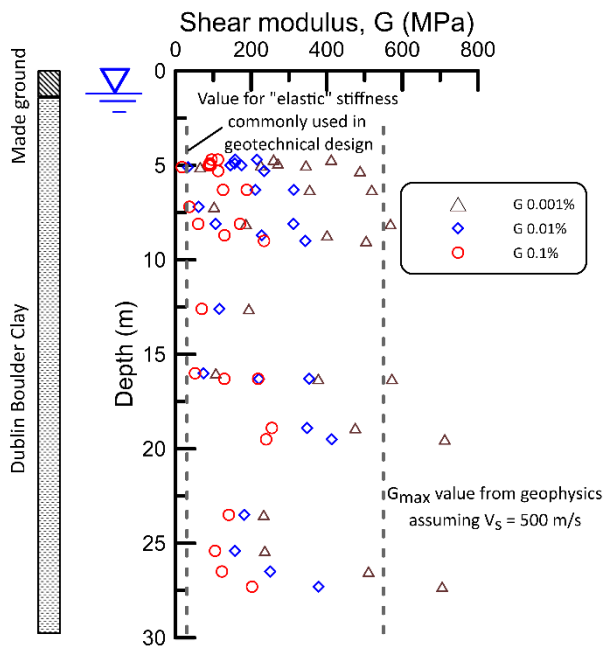 Shear modulus, G (MPa)
0 200 400 600 800
Made ground
Dublin Boulder Clay
Depth (m)
0
5
10
15
20
25
30
Value for "elastic" stiffness
commonly used in
geotechnical design
G 0.001%
G 0.01%
G 0.1%
Gmax value from geophysics
assuming Vs = 500 m/s